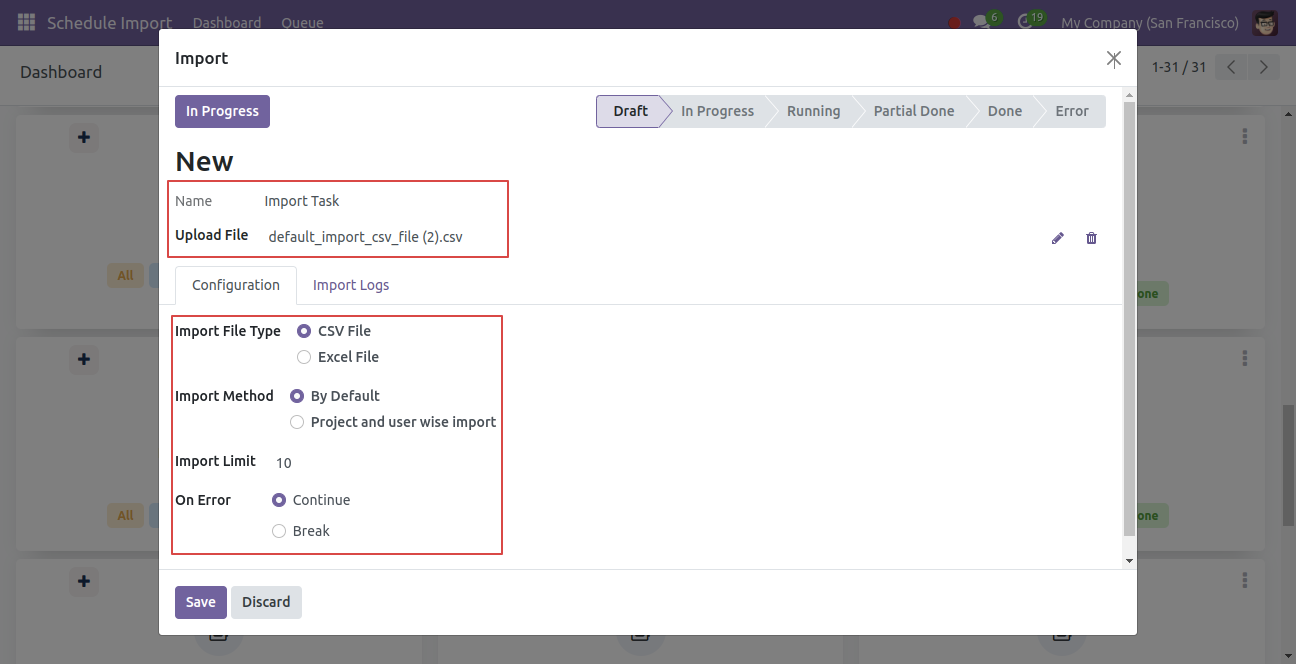 Schedule Import Dashboard Queue 6 19 My Company (San Francisco)
Dashboard 1-31 / 31
Import
In Progress Draft In Progress Running Partial Done Done Error
New
Name Import Task
Upload File default_import_csv_file (2).csv
All
Configuration Import Logs
one
Import File Type CSV File
Excel File
Import Method By Default
Project and user wise import
Import Limit 10
On Error Continue
All one
Break
Save Discard